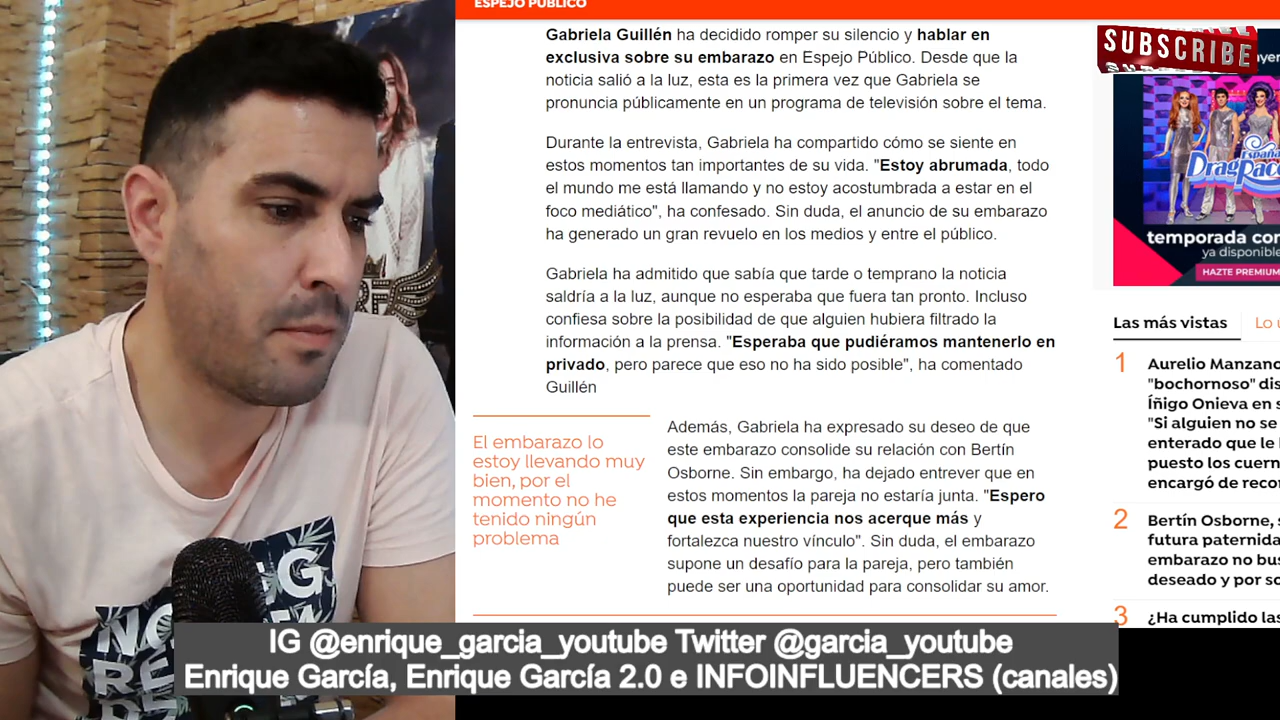 ESPEJO PÚBLICO
Gabriela Guillén ha decidido romper su silencio y hablar en
exclusiva sobre su embarazo en Espejo Público. Desde que la
noticia salió a la luz, esta es la primera vez que Gabriela se
pronuncia públicamente en un programa de televisión sobre el tema.
Durante la entrevista, Gabriela ha compartido cómo se siente en
estos momentos tan importantes de su vida. "Estoy abrumada, todo
el mundo me está llamando y no estoy acostumbrada a estar en el
foco mediático", ha confesado. Sin duda, el anuncio de su embarazo
ha generado un gran revuelo en los medios y entre el público.
Gabriela ha admitido que sabía que tarde o temprano la noticia
saldría a la luz, aunque no esperaba que fuera tan pronto. Incluso
confiesa sobre la posibilidad de que alguien hubiera filtrado la
información a la prensa. "Esperaba que pudiéramos mantenerlo en
privado, pero parece que eso no ha sido posible", ha comentado
Guillén
El embarazo lo
estoy llevando muy
bien, por el
momento no he
tenido ningún
problema
Además, Gabriela ha expresado su deseo de que
este embarazo consolide su relación con Bertín
Osborne. Sin embargo, ha dejado entrever que en
estos momentos la pareja no estaría junta. "Espero
que esta experiencia nos acerque más y
fortalezca nuestro vínculo". Sin duda, el embarazo
supone un desafío para la pareja, pero también
puede ser una oportunidad para consolidar su amor.
SUBSCRIBE
España
Drag Race
temporada com
ya disponible
HAZTE PREMIUM
Las más vistas
1
Aurelio Manzano
"bochornoso" dis
Íñigo Onieva en s
"Si alguien no se
enterado que le
puesto los cuern
encargó de recor
2
Bertín Osborne, s
futura paternida
embarazo no bus
deseado y por so
3
¿Ha cumplido las
IG @enrique_garcia_youtube Twitter @garcia_youtube
Enrique García, Enrique García 2.0 e INFOINFLUENCERS (canales)